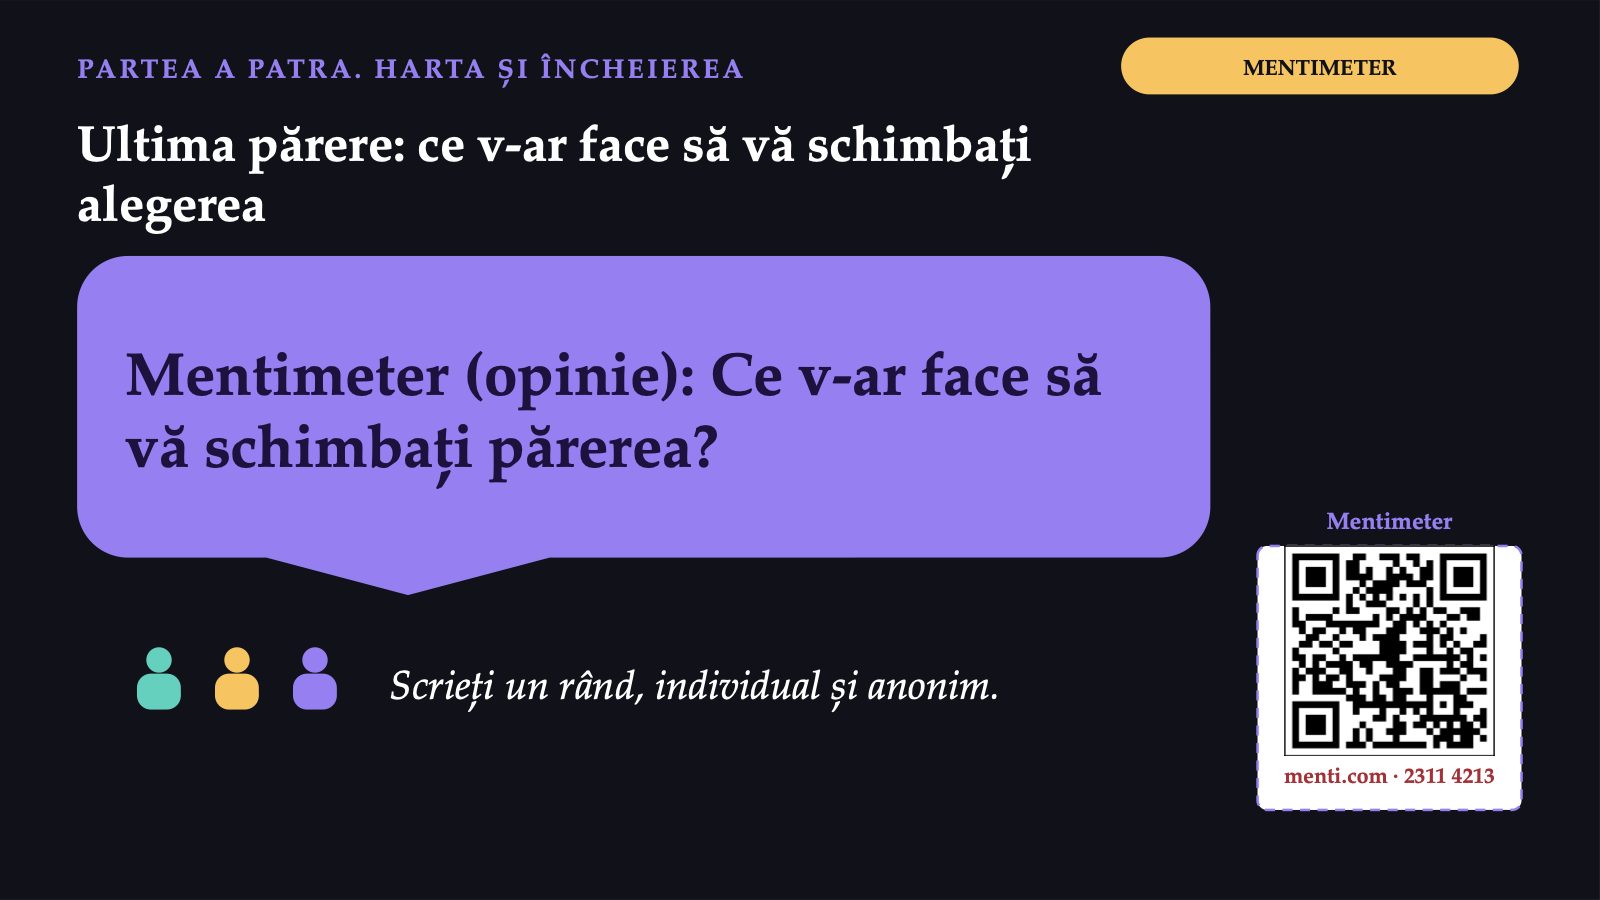 PARTEA A PATRA. HARTA ȘI ÎNCHEIEREA
MENTIMETER
Ultima părere: ce v-ar face să vă schimbați
alegerea
Mentimeter (opinie): Ce v-ar face să
vă schimbați părerea?
Scrieți un rând, individual și anonim.
Mentimeter
menti.com · 2311 4213